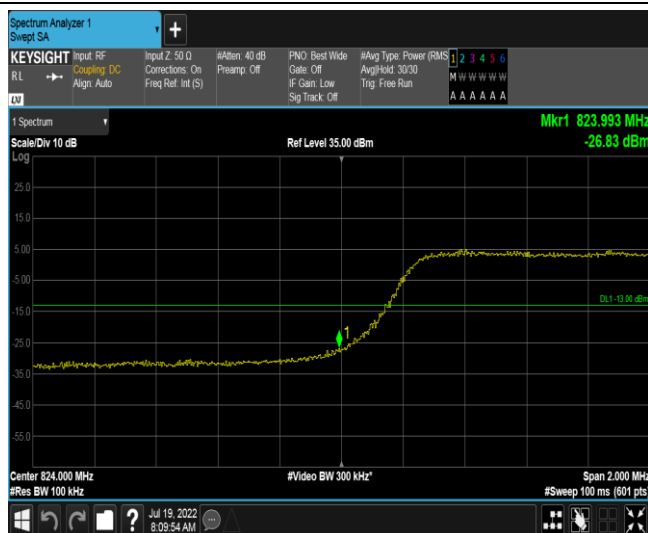 Spectrum Analyzer 1
Swept SA
KEYSIGHT Input: RF Input Z: 50 Ω #Atten: 40 dB PNO: Best Wide #Avg Type: Power (RMS 1 2 3 4 5 6
RL Coupling: DC Corrections: On Preamp: Off Gate: Off Avg|Hold: 30/30 M W W W W W
Align: Auto Freq Ref: Int (S) IF Gain: Low Trig: Free Run
LXI Sig Track: Off A A A A A A
1 Spectrum Mkr1 823.993 MHz
Scale/Div 10 dB Ref Level 35.00 dBm -26.83 dBm
Log
25.0
15.0
5.00
-5.00
DL1 -13.00 dBm
-15.0
1
-25.0
-35.0
-45.0
-55.0
Center 824.000 MHz #Video BW 300 kHz* Span 2.000 MHz
#Res BW 100 kHz #Sweep 100 ms (601 pts)
? Jul 19, 2022
8:09:54 AM